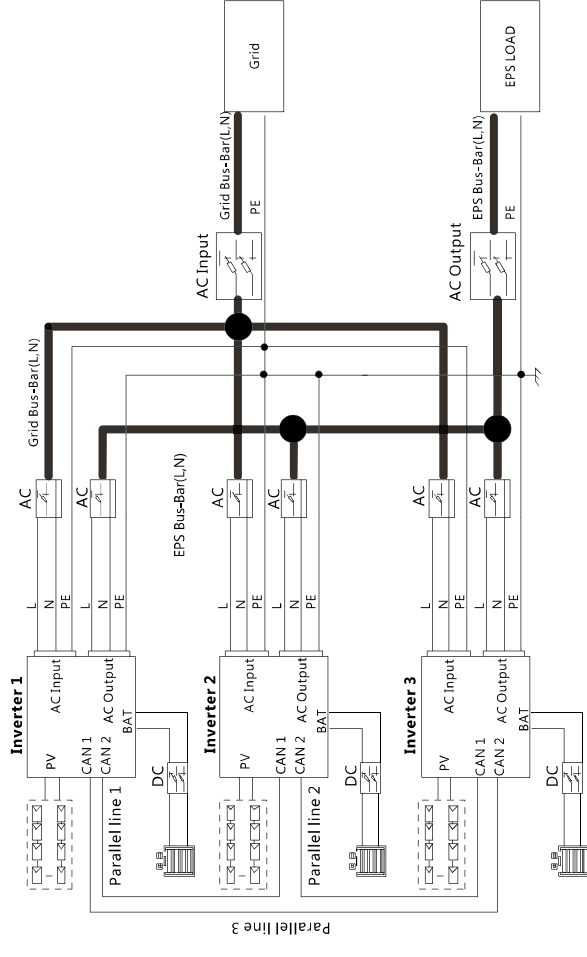 Inverter 1
PV
AC Input
CAN 1
CAN 2
AC Output
BAT
DC
Parallel line 1
L
N
PE
L
N
PE
AC
AC
Grid Bus-Bar(L,N)
EPS Bus-Bar(L,N)
Inverter 2
PV
AC Input
CAN 1
CAN 2
AC Output
BAT
DC
Parallel line 2
L
N
PE
L
N
PE
AC
AC
AC Input
Grid Bus-Bar(L,N)
PE
Grid
Inverter 3
PV
AC Input
CAN 1
CAN 2
AC Output
BAT
DC
Parallel line 3
L
N
PE
L
N
PE
AC
AC
AC Output
EPS Bus-Bar(L,N)
PE
EPS LOAD